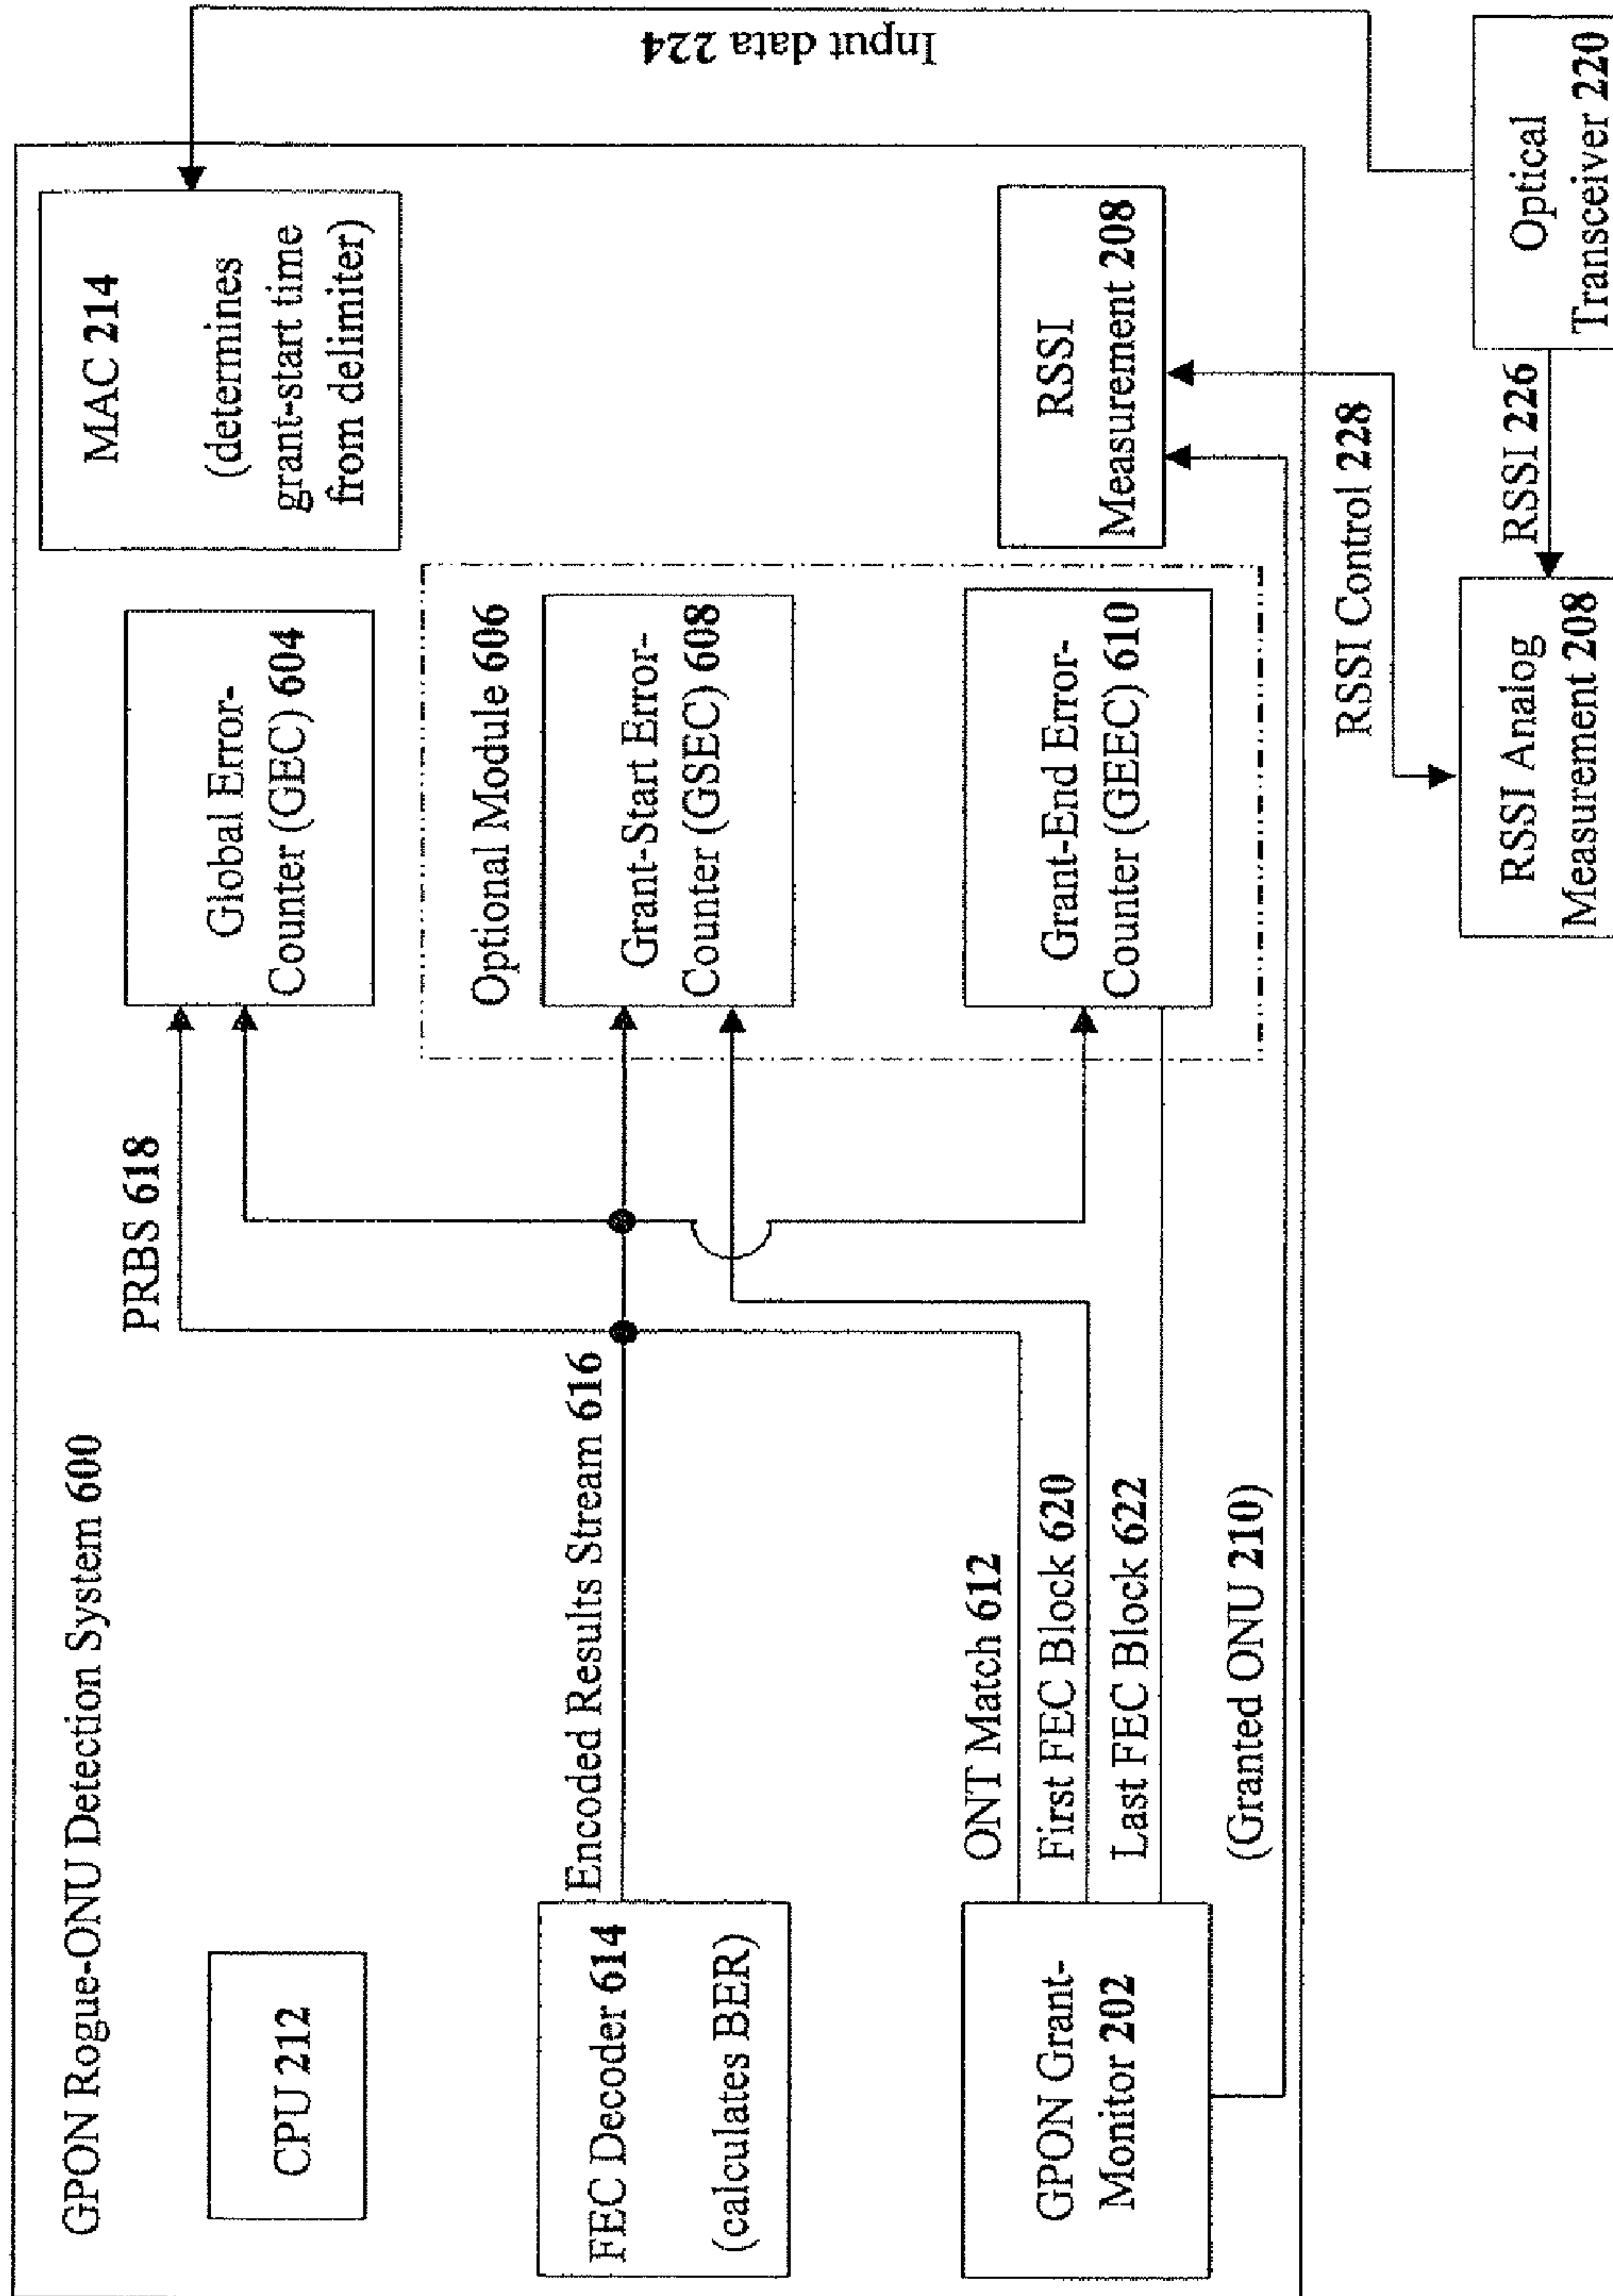 GPON Rogue-ONU Detection System 600
CPU 212
FEC Decoder 614
(calculates BER)
GPON Grant-
Monitor 202
Encoded Results Stream 616
ONT Match 612
First FEC Block 620
Last FEC Block 622
(Granted ONU 210)
PRBS 618
Global Error-
Counter (GEC) 604
Optional Module 606
Grant-Start Error-
Counter (GSEC) 608
Grant-End Error-
Counter (GEEC) 610
MAC 214
(determines
grant-start time
from delimiter)
RSSI
Measurement 208
Input data 224
RSSI Control 228
RSSI 226
RSSI Analog
Measurement 208
Optical
Transceiver 220